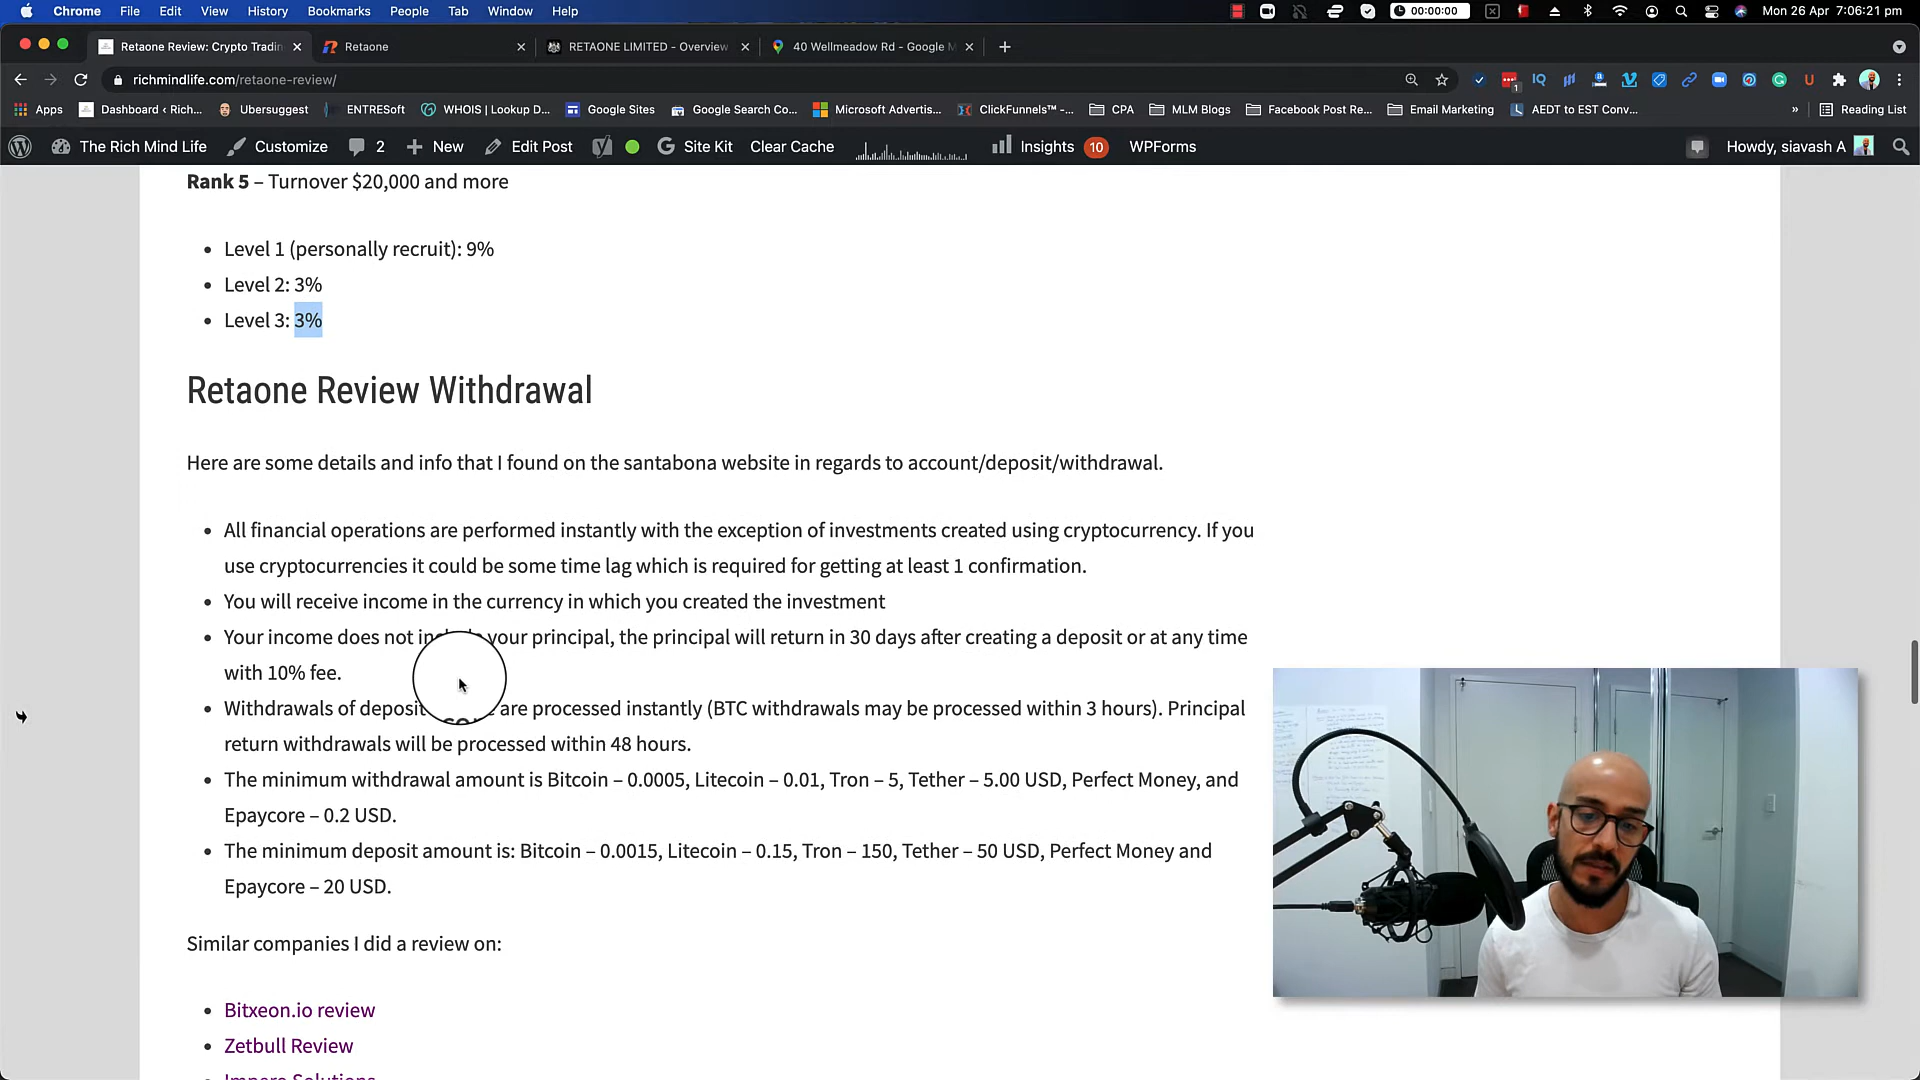 Chrome File Edit View History Bookmarks People Tab Window Help 00:00:00 Mon 26 Apr 7:06:21 pm
Retaone Review: Crypto Tradin Retaone RETAONE LIMITED - Overview 40 Wellmeadow Rd - Google M
richmindlife.com/retaone-review/
Apps Dashboard ‹ Rich... Ubersuggest ENTRESoft WHOIS | Lookup D... Google Sites Google Search Co... Microsoft Advertis... ClickFunnels™ -... CPA MLM Blogs Facebook Post Re... Email Marketing AEDT to EST Conv... » Reading List
The Rich Mind Life Customize 2 New Edit Post Site Kit Clear Cache Insights 10 WPForms Howdy, siavash A
Rank 5 – Turnover $20,000 and more
• Level 1 (personally recruit): 9%
• Level 2: 3%
• Level 3: 3%
Retaone Review Withdrawal
Here are some details and info that I found on the santabona website in regards to account/deposit/withdrawal.
• All financial operations are performed instantly with the exception of investments created using cryptocurrency. If you
use cryptocurrencies it could be some time lag which is required for getting at least 1 confirmation.
• You will receive income in the currency in which you created the investment
• Your income does not your principal, the principal will return in 30 days after creating a deposit or at any time
with 10% fee.
• Withdrawals of deposit are processed instantly (BTC withdrawals may be processed within 3 hours). Principal
return withdrawals will be processed within 48 hours.
• The minimum withdrawal amount is Bitcoin – 0.0005, Litecoin – 0.01, Tron – 5, Tether – 5.00 USD, Perfect Money, and
Epaycore – 0.2 USD.
• The minimum deposit amount is: Bitcoin – 0.0015, Litecoin – 0.15, Tron – 150, Tether – 50 USD, Perfect Money and
Epaycore – 20 USD.
Similar companies I did a review on:
• Bitxeon.io review
• Zetbull Review